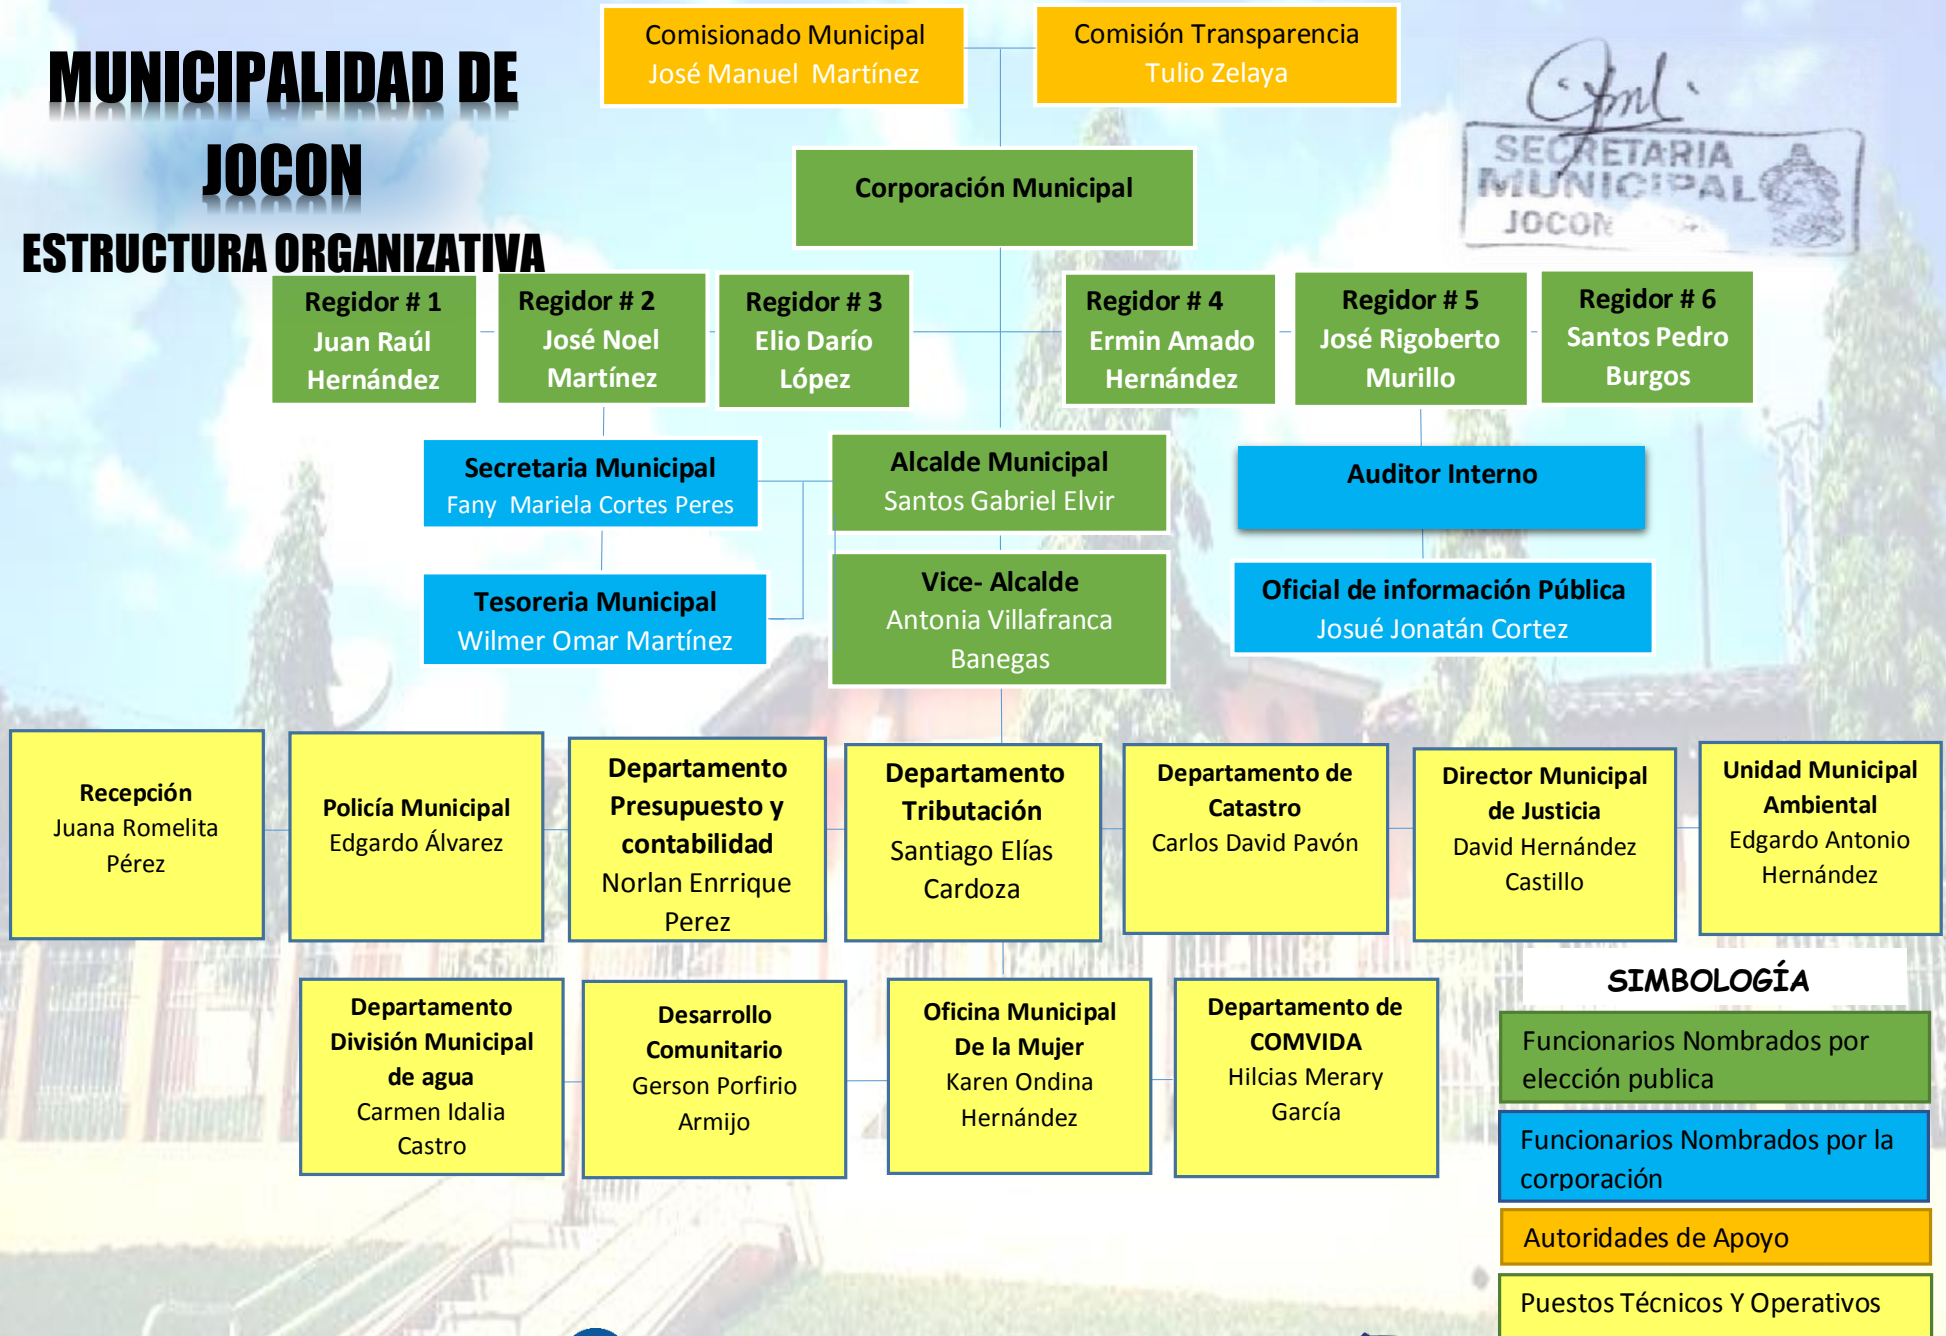 MUNICIPALIDAD DE
JOCON
ESTRUCTURA ORGANIZATIVA
Comisionado Municipal
José Manuel Martínez
Comisión Transparencia
Tulio Zelaya
SECRETARIA
MUNICIPAL
JOCON
Corporación Municipal
Regidor # 1
Juan Raúl
Hernández
Regidor # 2
José Noel
Martínez
Regidor # 3
Elio Darío
López
Regidor # 4
Ermin Amado
Hernández
Regidor # 5
José Rigoberto
Murillo
Regidor # 6
Santos Pedro
Burgos
Secretaria Municipal
Fany Mariela Cortes Peres
Alcalde Municipal
Santos Gabriel Elvir
Auditor Interno
Tesoreria Municipal
Wilmer Omar Martínez
Vice- Alcalde
Antonia Villafranca
Banegas
Oficial de información Pública
Josué Jonatán Cortez
Recepción
Juana Romelita
Pérez
Policía Municipal
Edgardo Álvarez
Departamento
Presupuesto y
contabilidad
Norlan Enrrique
Perez
Departamento
Tributación
Santiago Elías
Cardoza
Departamento de
Catastro
Carlos David Pavón
Director Municipal
de Justicia
David Hernández
Castillo
Unidad Municipal
Ambiental
Edgardo Antonio
Hernández
Departamento
División Municipal
de agua
Carmen Idalia
Castro
Desarrollo
Comunitario
Gerson Porfirio
Armijo
Oficina Municipal
De la Mujer
Karen Ondina
Hernández
Departamento de
COMVIDA
Hilcias Merary
García
SIMBOLOGÍA
Funcionarios Nombrados por
elección publica
Funcionarios Nombrados por la
corporación
Autoridades de Apoyo
Puestos Técnicos Y Operativos